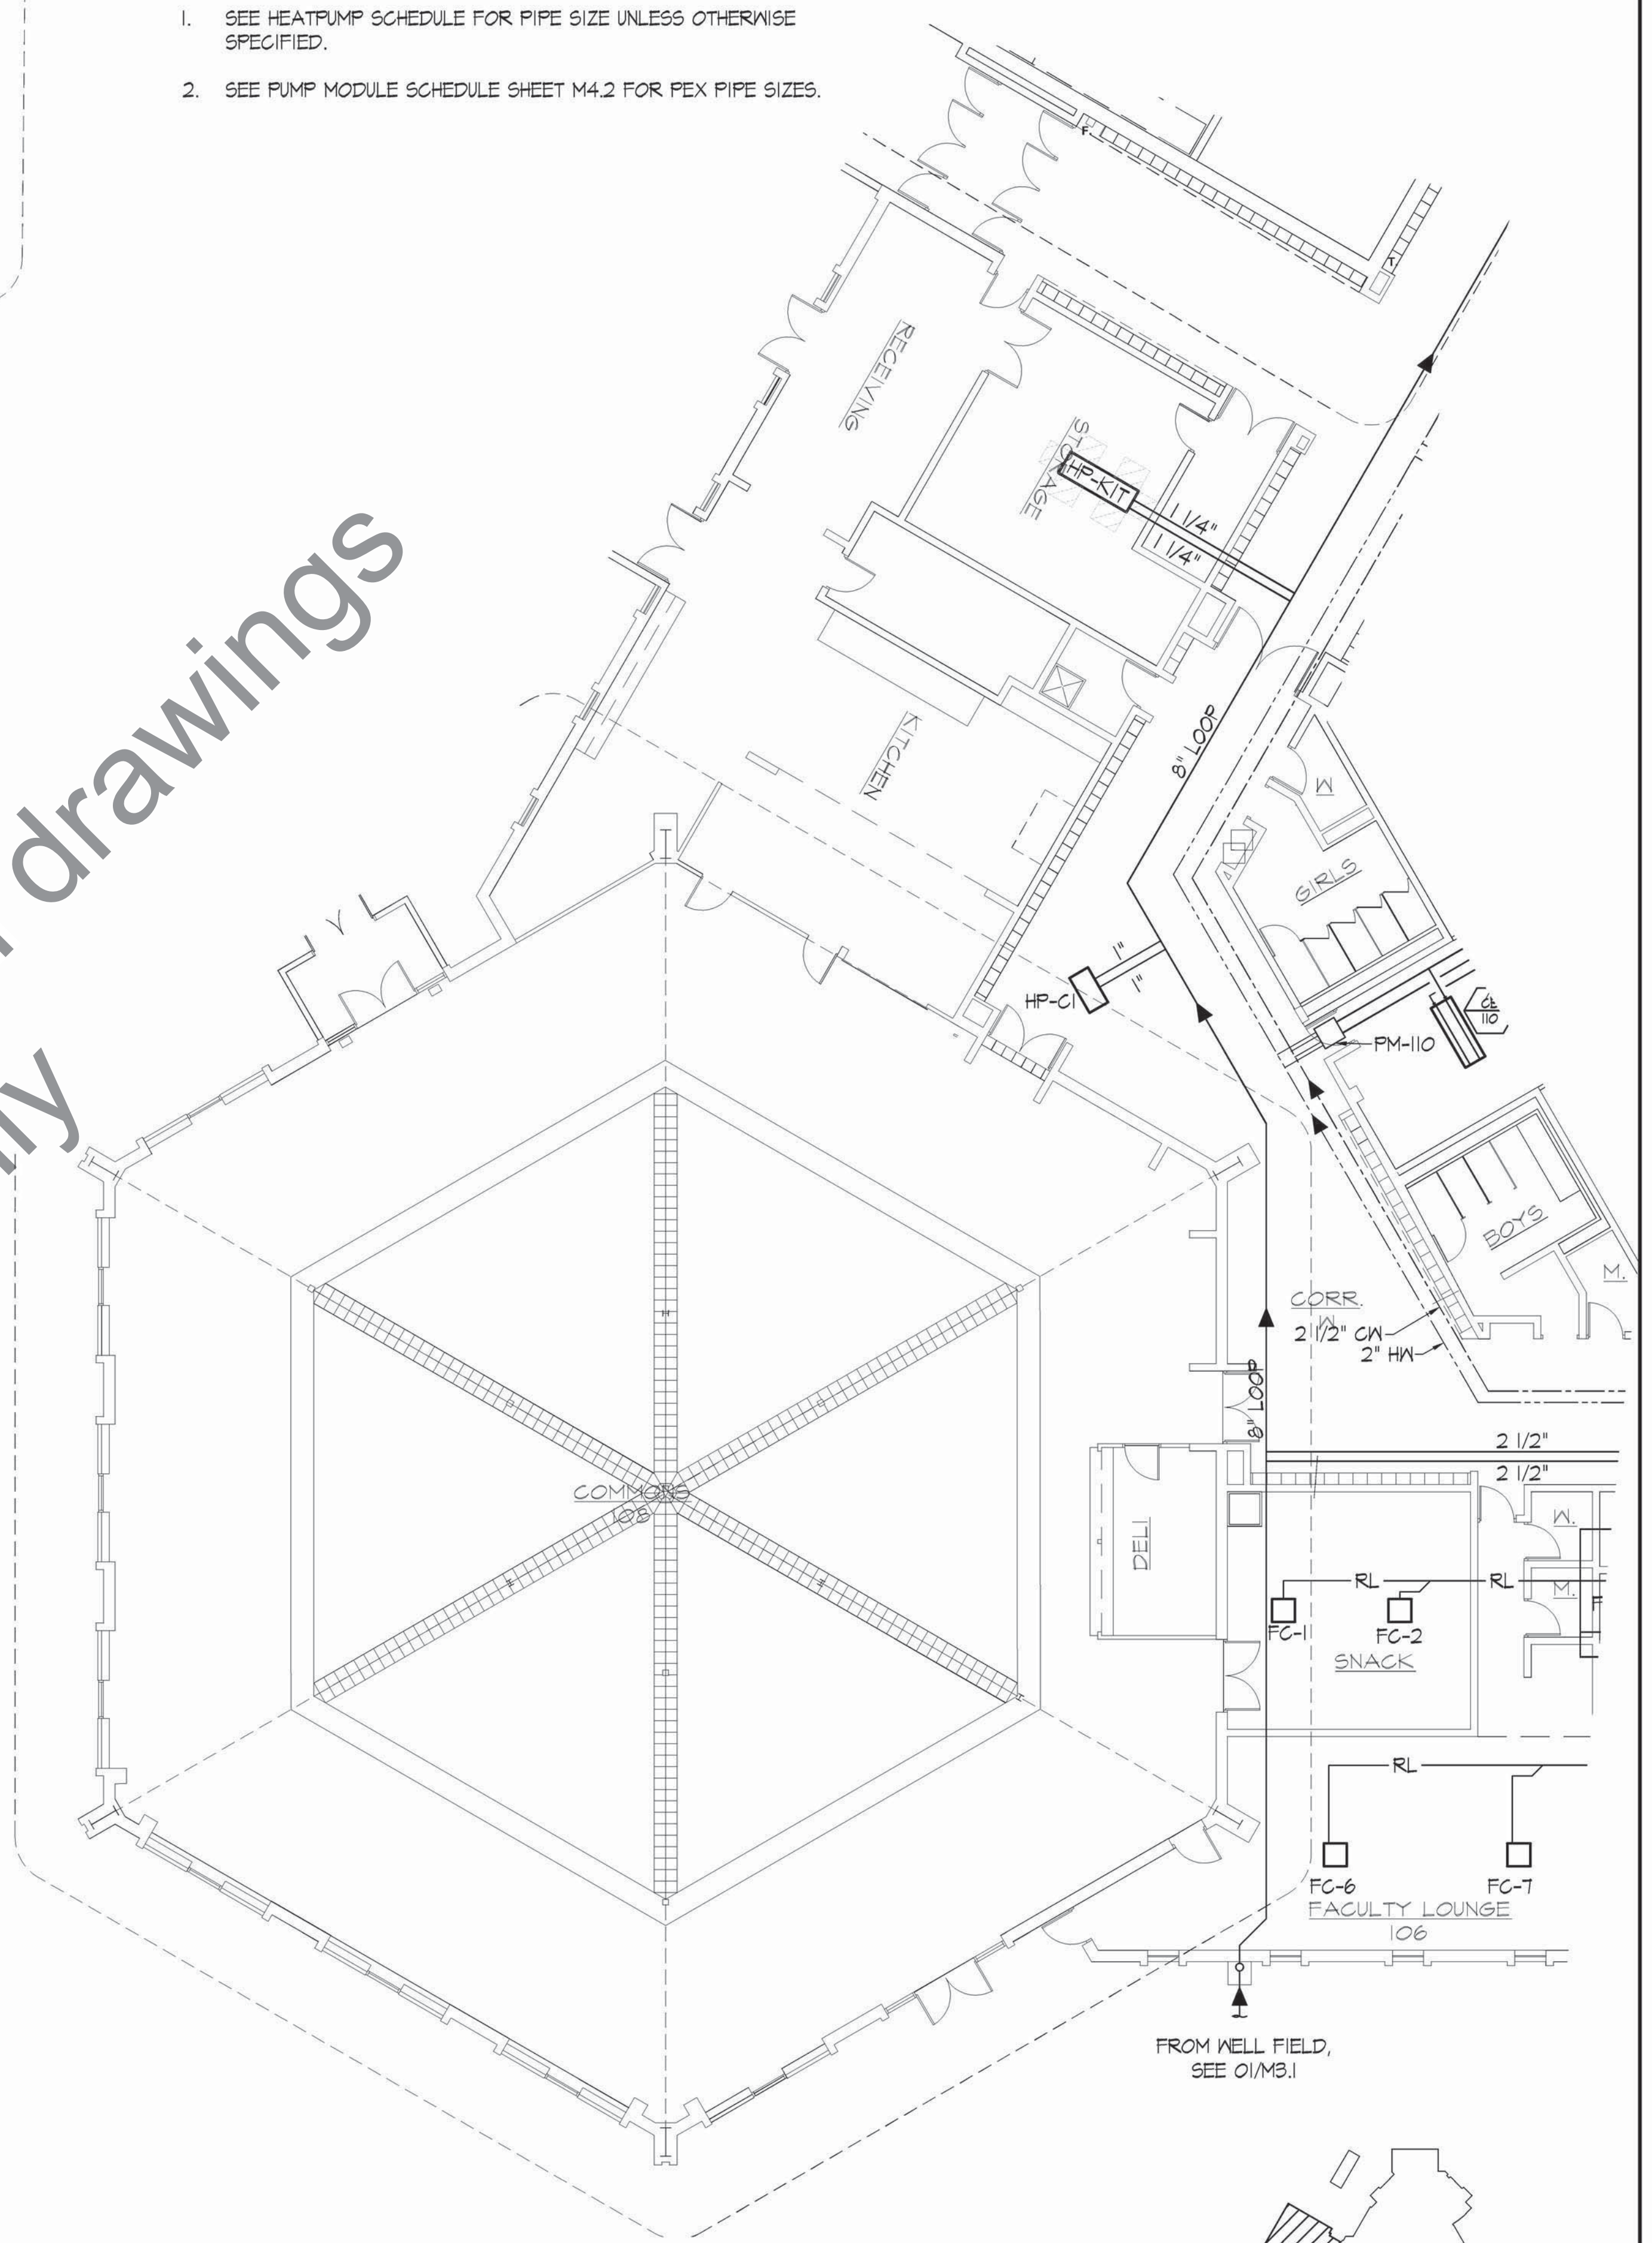 1. SEE HEATPUMP SCHEDULE FOR PIPE SIZE UNLESS OTHERWISE
SPECIFIED.
2. SEE PUMP MODULE SCHEDULE SHEET M4.2 FOR PEX PIPE SIZES.
F.
T.
RECEIVING
STORAGE
HP-KIT
1 1/4"
1 1/4"
drawings
8" LOOP
KITCHEN
W
GIRLS
1"
1"
HP-C1
CE
110
PM-110
BOYS
M.
CORR.
W
2 1/2" CW
2" HW
8" LOOP
2 1/2"
2 1/2"
COMMONS
108
DELI
W.
RL
RL
M.
F
FC-1
FC-2
SNACK
RL
FC-6
FC-7
FACULTY LOUNGE
106
FROM WELL FIELD,
SEE 01/M3.1